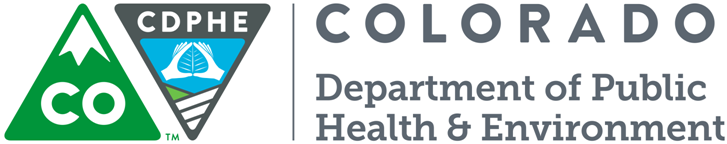 CO
TM
CDPHE
COLORADO
Department of Public
Health & Environment